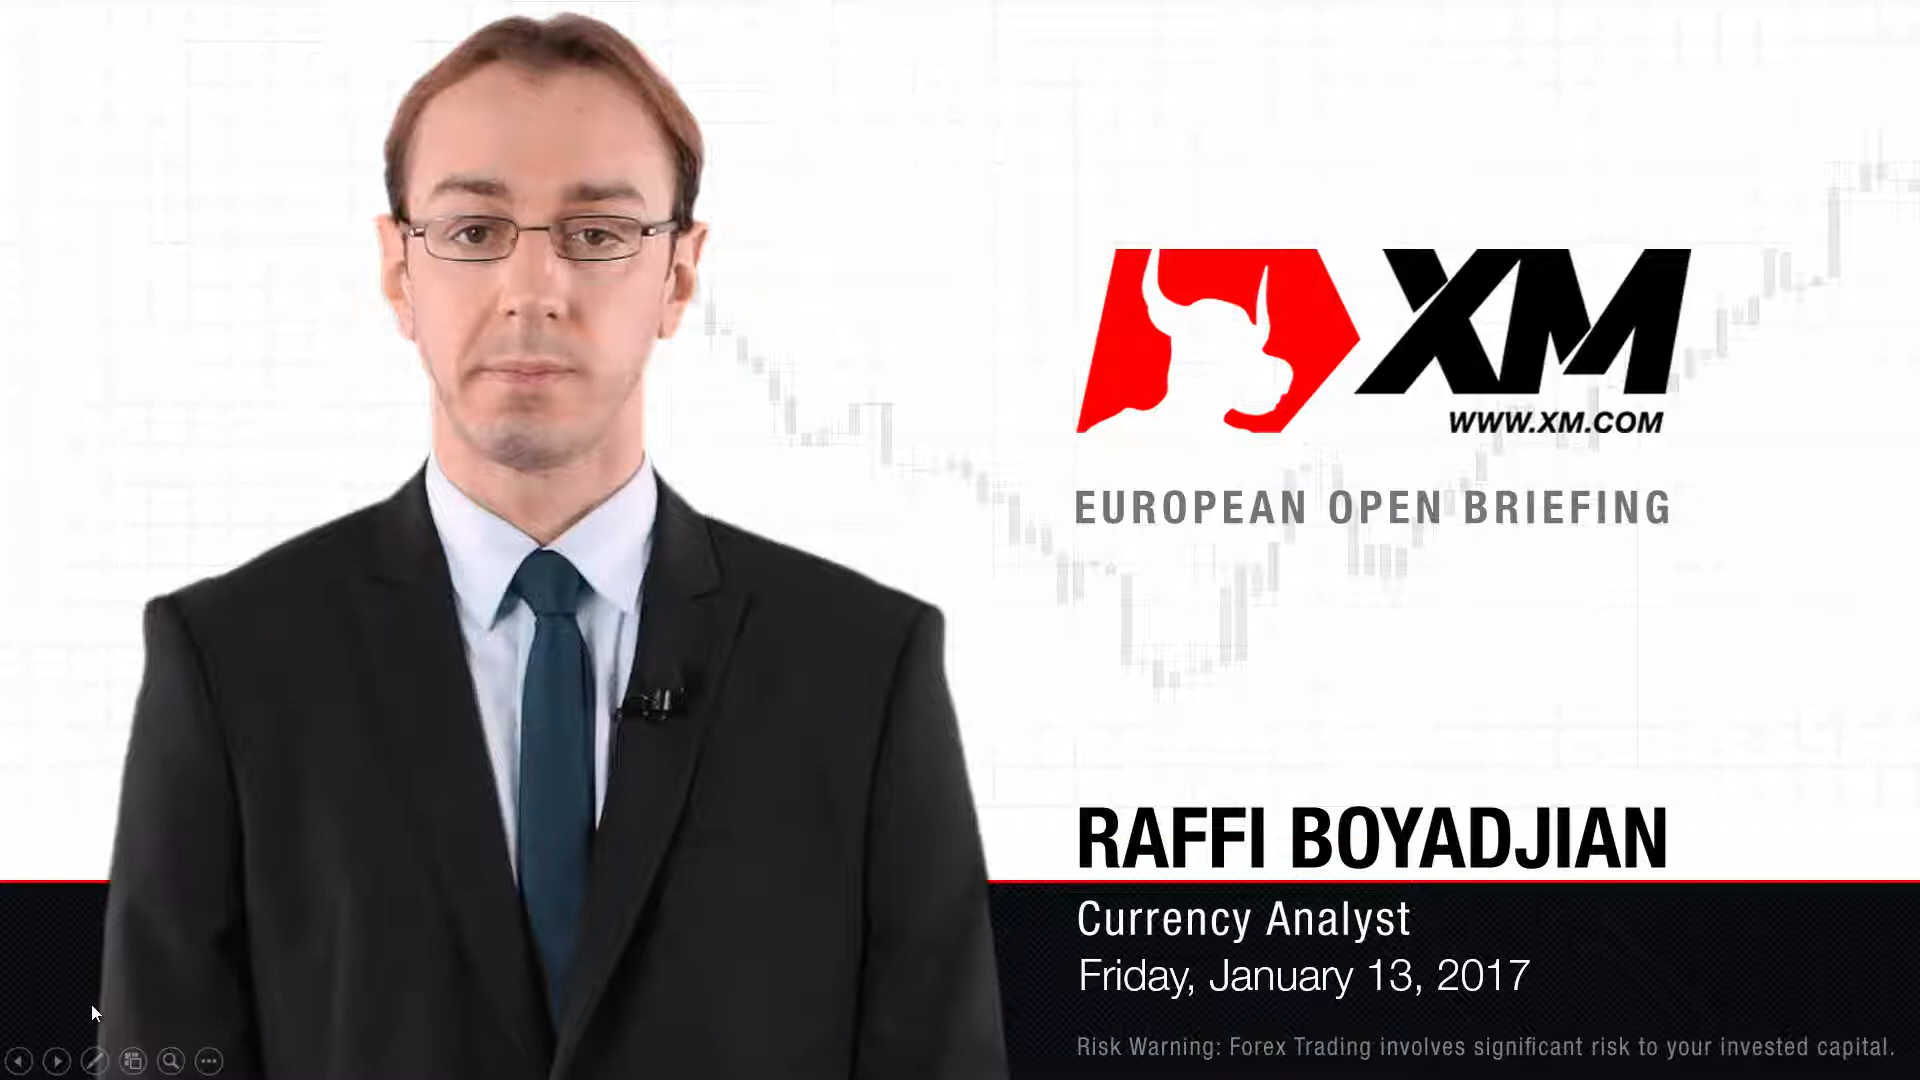 XM
WWW.XM.COM
EUROPEAN OPEN BRIEFING
RAFFI BOYADJIAN
Currency Analyst
Friday, January 13, 2017
Risk Warning: Forex Trading involves significant risk to your invested capital.